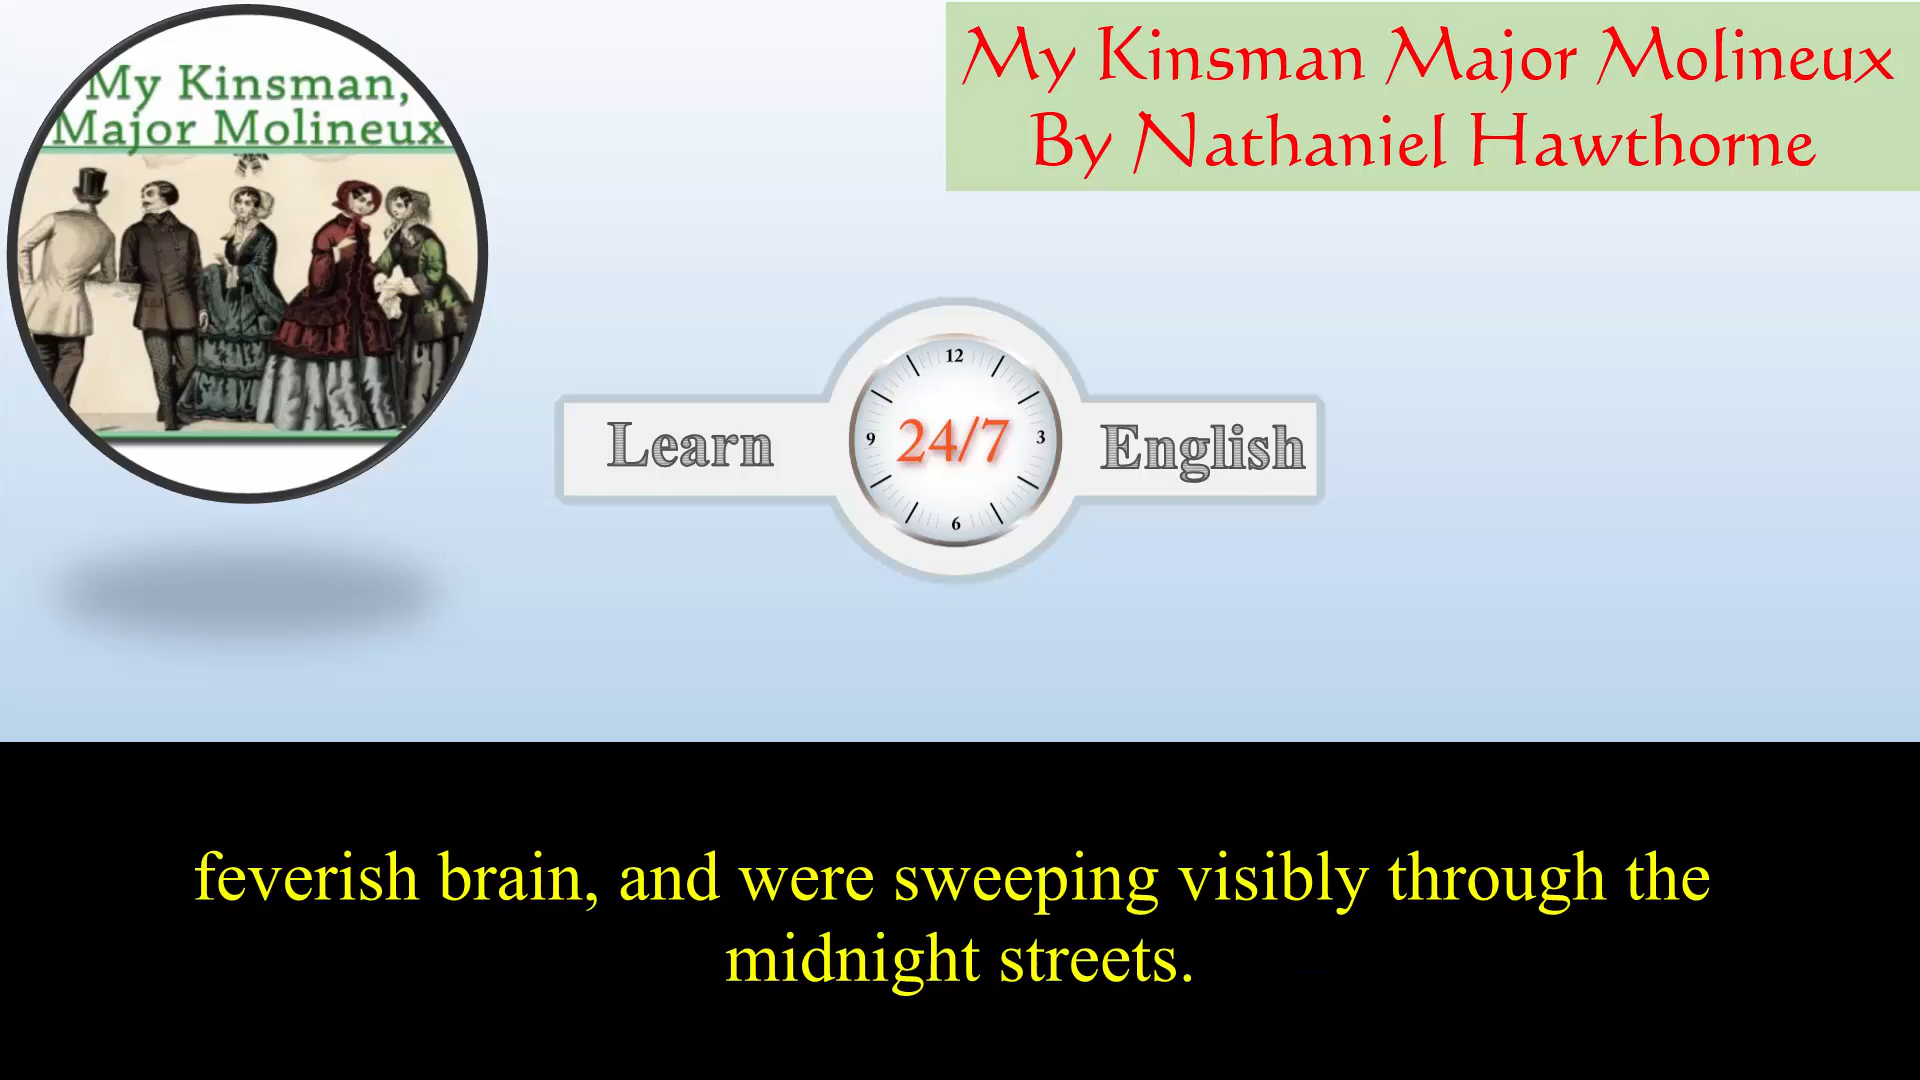 My Kinsman,
Major Molineux
My Kinsman Major Molineux
By Nathaniel Hawthorne
12
Learn
9
24/7
3
English
6
feverish brain, and were sweeping visibly through the
midnight streets.